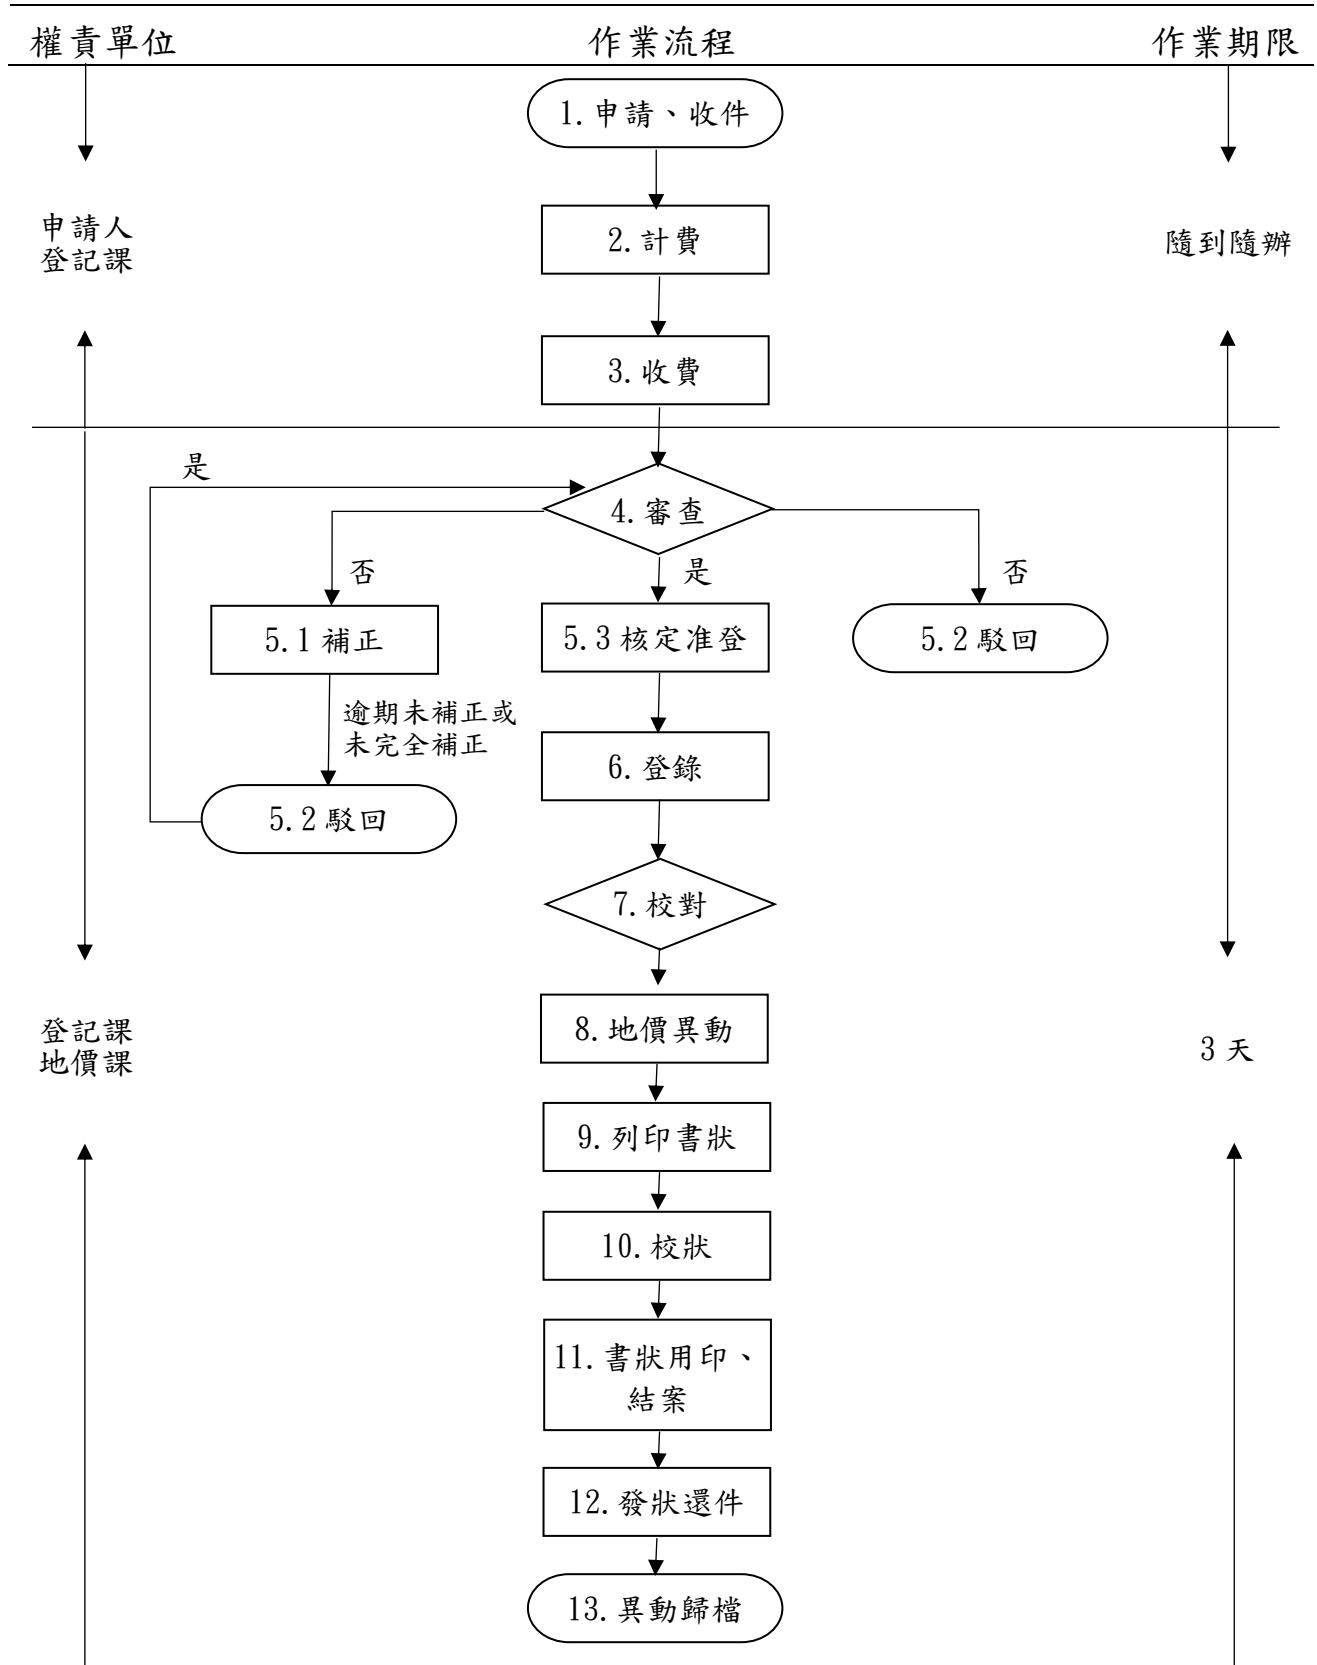 權責單位
作業流程
作業期限
1.申請、收件
申請人
登記課
2.計費
隨到隨辦
3.收費
是
4.審查
否
是
否
5.1 補正
5.3 核定准登
5.2 駁回
逾期未補正或
未完全補正
6.登錄
5.2 駁回
7.校對
登記課
地價課
8.地價異動
3 天
9.列印書狀
10.校狀
11.書狀用印、
結案
12.發狀還件
13.異動歸檔